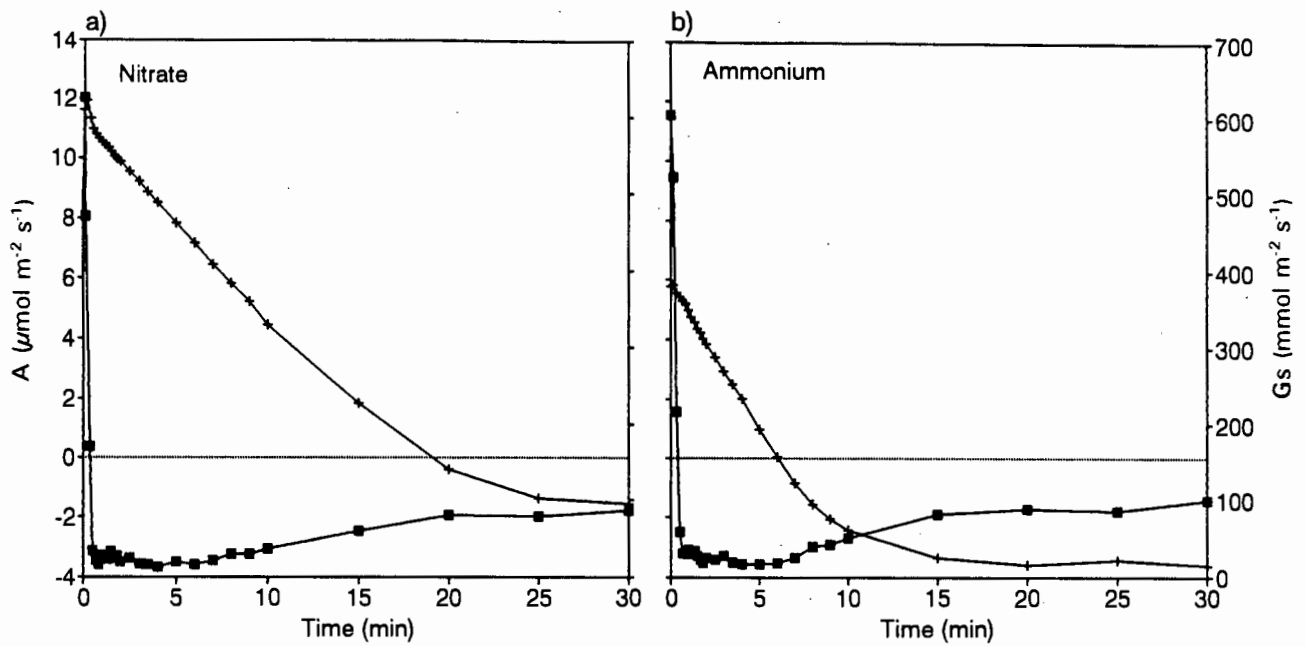 a)
Nitrate
14
12
10
8
6
4
2
0
-2
-4
A (µmol m⁻² s⁻¹)
0 5 10 15 20 25 30
Time (min)
b)
Ammonium
700
600
500
400
300
200
100
0
Gs (mmol m⁻² s⁻¹)
0 5 10 15 20 25 30
Time (min)